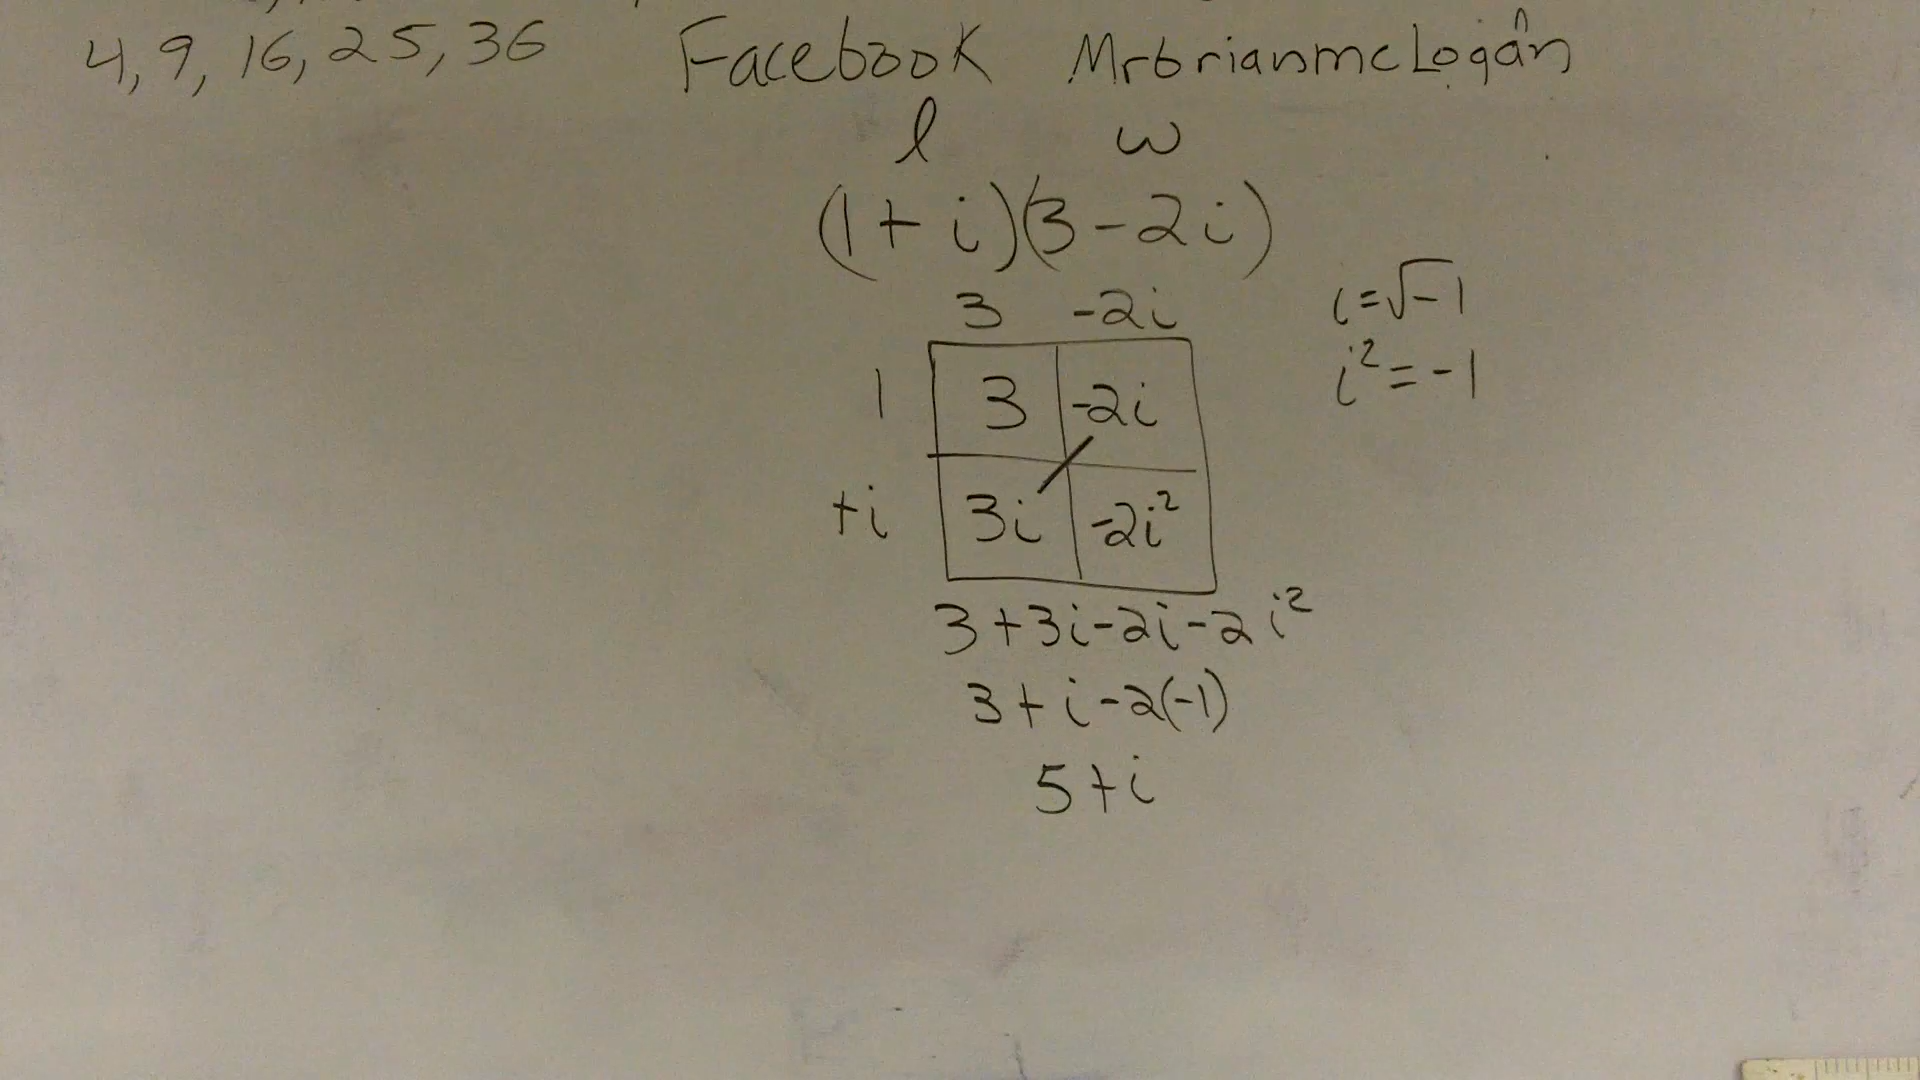 4, 9, 16, 25, 36 Facebook MrbrianmcLogan
l w
(1 + i)(3 - 2i)
3 -2i
i = √-1
i² = -1
1 3 -2i
+i 3i -2i²
3 + 3i - 2i - 2i²
3 + i - 2(-1)
5 + i